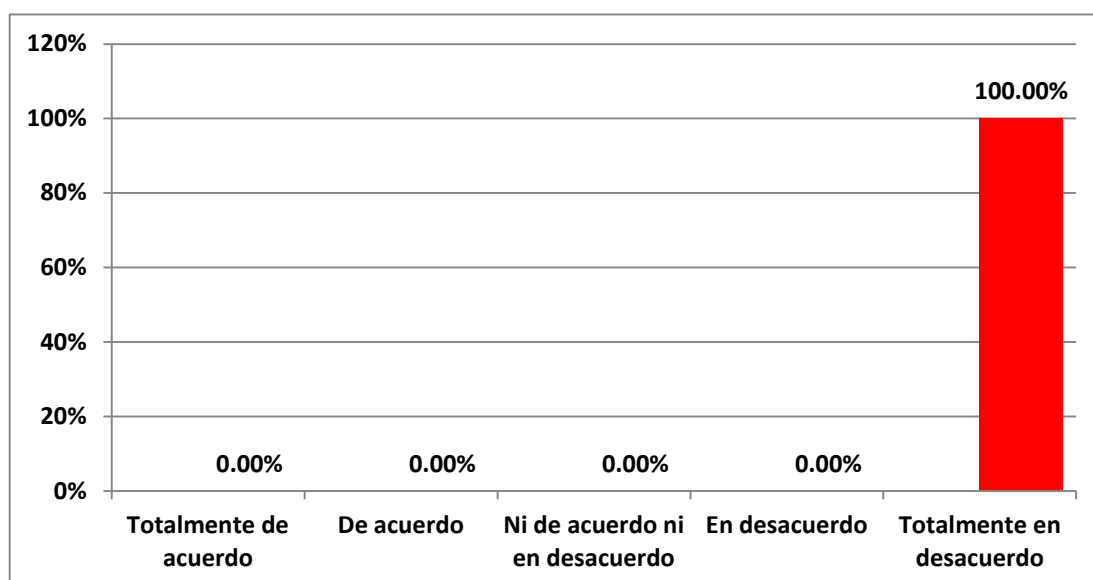 120%
100.00%
100%
80%
60%
40%
20%
0.00% 0.00% 0.00% 0.00%
0%
Totalmente de acuerdo
De acuerdo
Ni de acuerdo ni en desacuerdo
En desacuerdo
Totalmente en desacuerdo